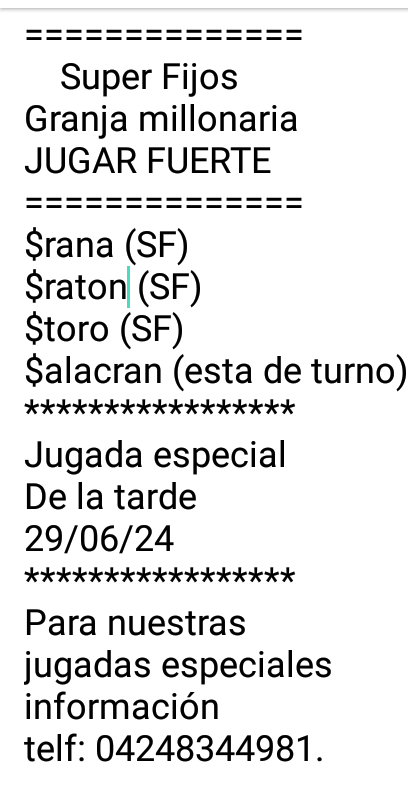 ==============
Super Fijos
Granja millonaria
JUGAR FUERTE
==============
$rana (SF)
$raton (SF)
$toro (SF)
$alacran (esta de turno)
*****************
Jugada especial
De la tarde
29/06/24
*****************
Para nuestras
jugadas especiales
información
telf: 04248344981.